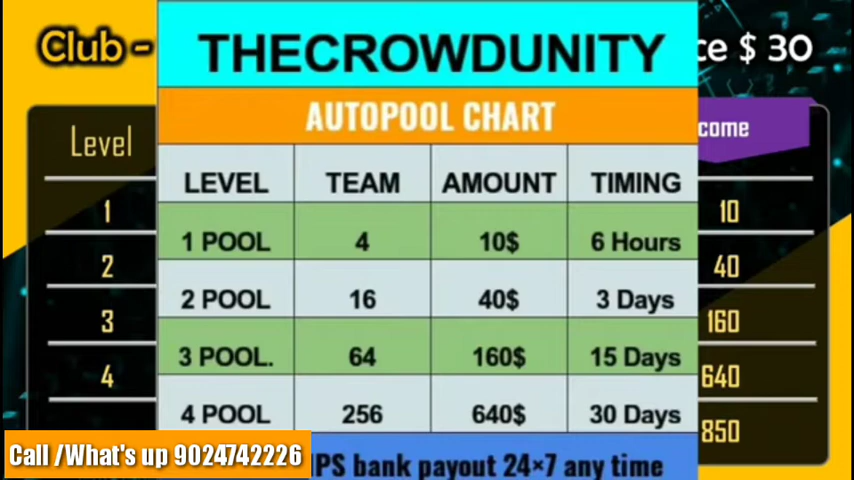 Club -
ce $ 30
THECROWDUNITY
AUTOPOOL CHART
Level
come
LEVEL TEAM AMOUNT TIMING
1 POOL 4 10$ 6 Hours
2 POOL 16 40$ 3 Days
3 POOL. 64 160$ 15 Days
4 POOL 256 640$ 30 Days
1 10
2 40
3 160
4 640
850
Call /What's up 9024742226
MPS bank payout 24×7 any time